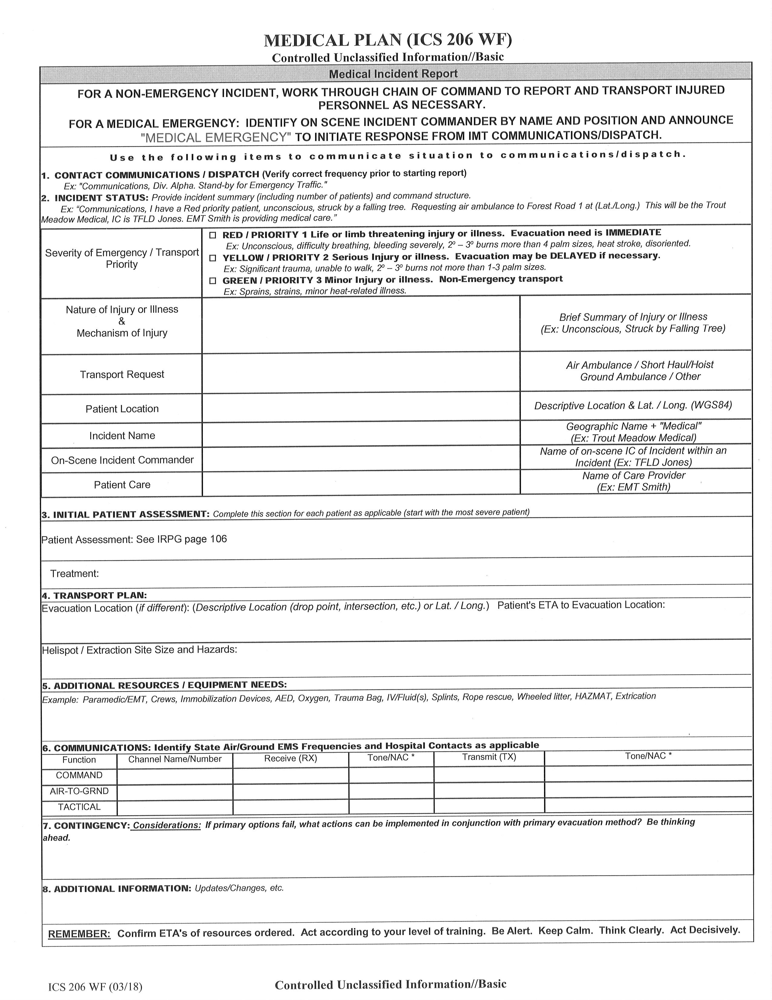 MEDICAL PLAN (ICS 206 WF)
Controlled Unclassified Information//Basic
Medical Incident Report
FOR A NON-EMERGENCY INCIDENT, WORK THROUGH CHAIN OF COMMAND TO REPORT AND TRANSPORT INJURED
PERSONNEL AS NECESSARY.
FOR A MEDICAL EMERGENCY: IDENTIFY ON SCENE INCIDENT COMMANDER BY NAME AND POSITION AND ANNOUNCE
"MEDICAL EMERGENCY" TO INITIATE RESPONSE FROM IMT COMMUNICATIONS/DISPATCH.
Use the following items to communicate situation to communications/dispatch.
1. CONTACT COMMUNICATIONS / DISPATCH (Verify correct frequency prior to starting report)
Ex: "Communications, Div. Alpha. Stand-by for Emergency Traffic."
2. INCIDENT STATUS: Provide incident summary (including number of patients) and command structure.
Ex: “Communications, I have a Red priority patient, unconscious, struck by a falling tree. Requesting air ambulance to Forest Road 1 at (Lat./Long.) This will be the Trout
Meadow Medical, IC is TFLD Jones. EMT Smith is providing medical care.”
Severity of Emergency / Transport
Priority
☐ RED / PRIORITY 1 Life or limb threatening injury or illness. Evacuation need is IMMEDIATE
Ex: Unconscious, difficulty breathing, bleeding severely, 2º – 3º burns more than 4 palm sizes, heat stroke, disoriented.
☐ YELLOW / PRIORITY 2 Serious Injury or illness. Evacuation may be DELAYED if necessary.
Ex: Significant trauma, unable to walk, 2º – 3º burns not more than 1-3 palm sizes.
☐ GREEN / PRIORITY 3 Minor Injury or illness. Non-Emergency transport
Ex: Sprains, strains, minor heat-related illness.
Nature of Injury or Illness
&
Mechanism of Injury
Brief Summary of Injury or Illness
(Ex: Unconscious, Struck by Falling Tree)
Transport Request
Air Ambulance / Short Haul/Hoist
Ground Ambulance / Other
Patient Location
Descriptive Location & Lat. / Long. (WGS84)
Incident Name
Geographic Name + "Medical"
(Ex: Trout Meadow Medical)
On-Scene Incident Commander
Name of on-scene IC of Incident within an
Incident (Ex: TFLD Jones)
Patient Care
Name of Care Provider
(Ex: EMT Smith)
3. INITIAL PATIENT ASSESSMENT: Complete this section for each patient as applicable (start with the most severe patient)
Patient Assessment: See IRPG page 106
Treatment:
4. TRANSPORT PLAN:
Evacuation Location (if different): (Descriptive Location (drop point, intersection, etc.) or Lat. / Long.) Patient's ETA to Evacuation Location:
Helispot / Extraction Site Size and Hazards:
5. ADDITIONAL RESOURCES / EQUIPMENT NEEDS:
Example: Paramedic/EMT, Crews, Immobilization Devices, AED, Oxygen, Trauma Bag, IV/Fluid(s), Splints, Rope rescue, Wheeled litter, HAZMAT, Extrication
6. COMMUNICATIONS: Identify State Air/Ground EMS Frequencies and Hospital Contacts as applicable
Function Channel Name/Number Receive (RX) Tone/NAC * Transmit (TX) Tone/NAC *
COMMAND
AIR-TO-GRND
TACTICAL
7. CONTINGENCY: Considerations: If primary options fail, what actions can be implemented in conjunction with primary evacuation method? Be thinking
ahead.
8. ADDITIONAL INFORMATION: Updates/Changes, etc.
REMEMBER: Confirm ETA's of resources ordered. Act according to your level of training. Be Alert. Keep Calm. Think Clearly. Act Decisively.
ICS 206 WF (03/18)
Controlled Unclassified Information//Basic